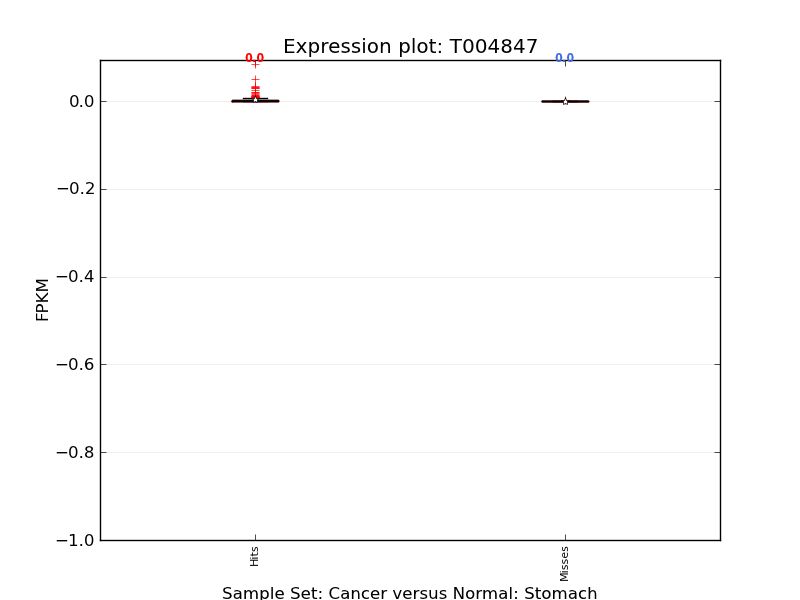 Expression plot: T004847
0.0 0.0
0.0
−0.2
−0.4
−0.6
−0.8
−1.0
FPKM
Hits Misses
Sample Set: Cancer versus Normal: Stomach